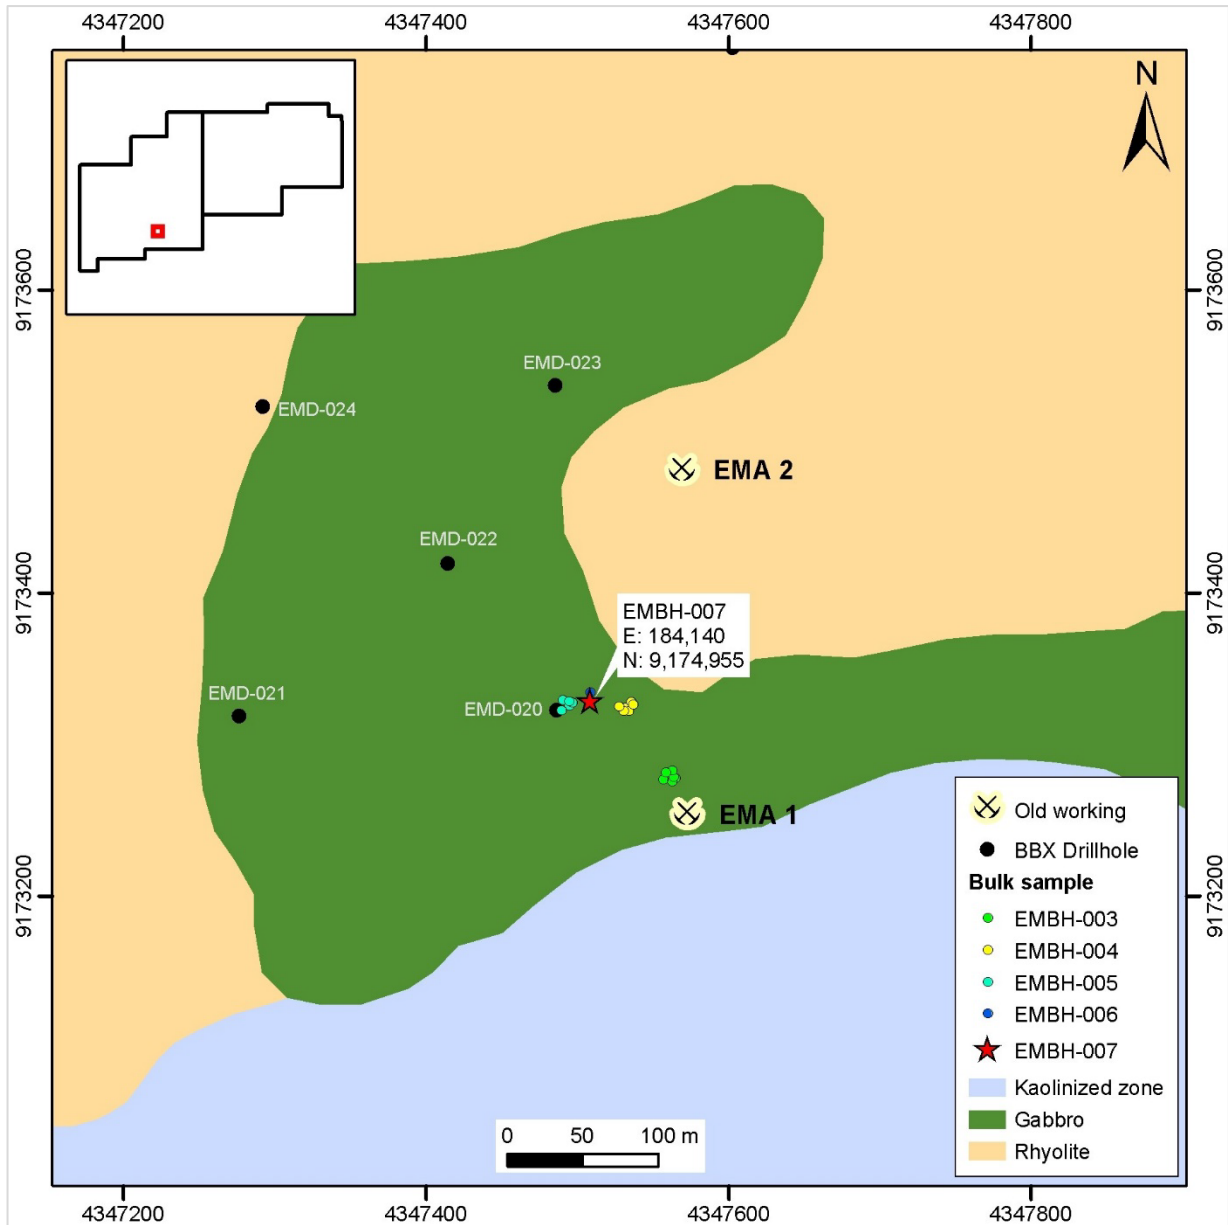 4347200 4347400 4347600 4347800
N
9173600 9173600
EMD-023
EMD-024
EMA 2
EMD-022
9173400 9173400
EMBH-007
E: 184,140
N: 9,174,955
EMD-021
EMD-020
EMA 1
9173200 9173200
Old working
BBX Drillhole
Bulk sample
EMBH-003
EMBH-004
EMBH-005
EMBH-006
EMBH-007
Kaolinized zone
Gabbro
Rhyolite
0 50 100 m
4347200 4347400 4347600 4347800